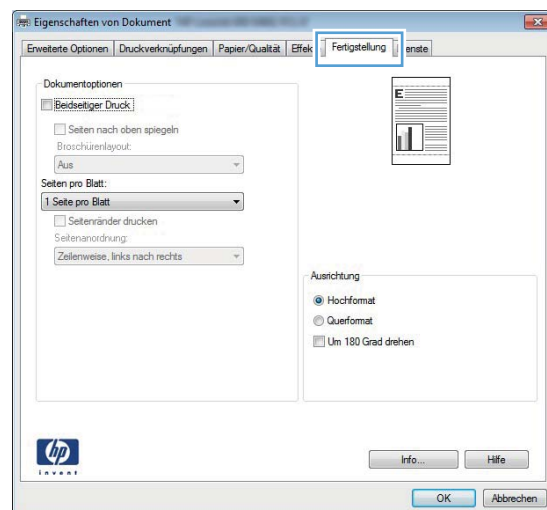 Eigenschaften von Dokument
Erweiterte Optionen Druckverknüpfungen Papier/Qualität Effek Fertigstellung enste
Dokumentoptionen
Beidseitiger Druck
Seiten nach oben spiegeln
Broschürenlayout:
Aus
Seiten pro Blatt:
1 Seite pro Blatt
Seitenränder drucken
Seitenanordnung:
Zeilenweise, links nach rechts
E
Ausrichtung
Hochformat
Querformat
Um 180 Grad drehen
hp
invent
Info... Hilfe
OK Abbrechen